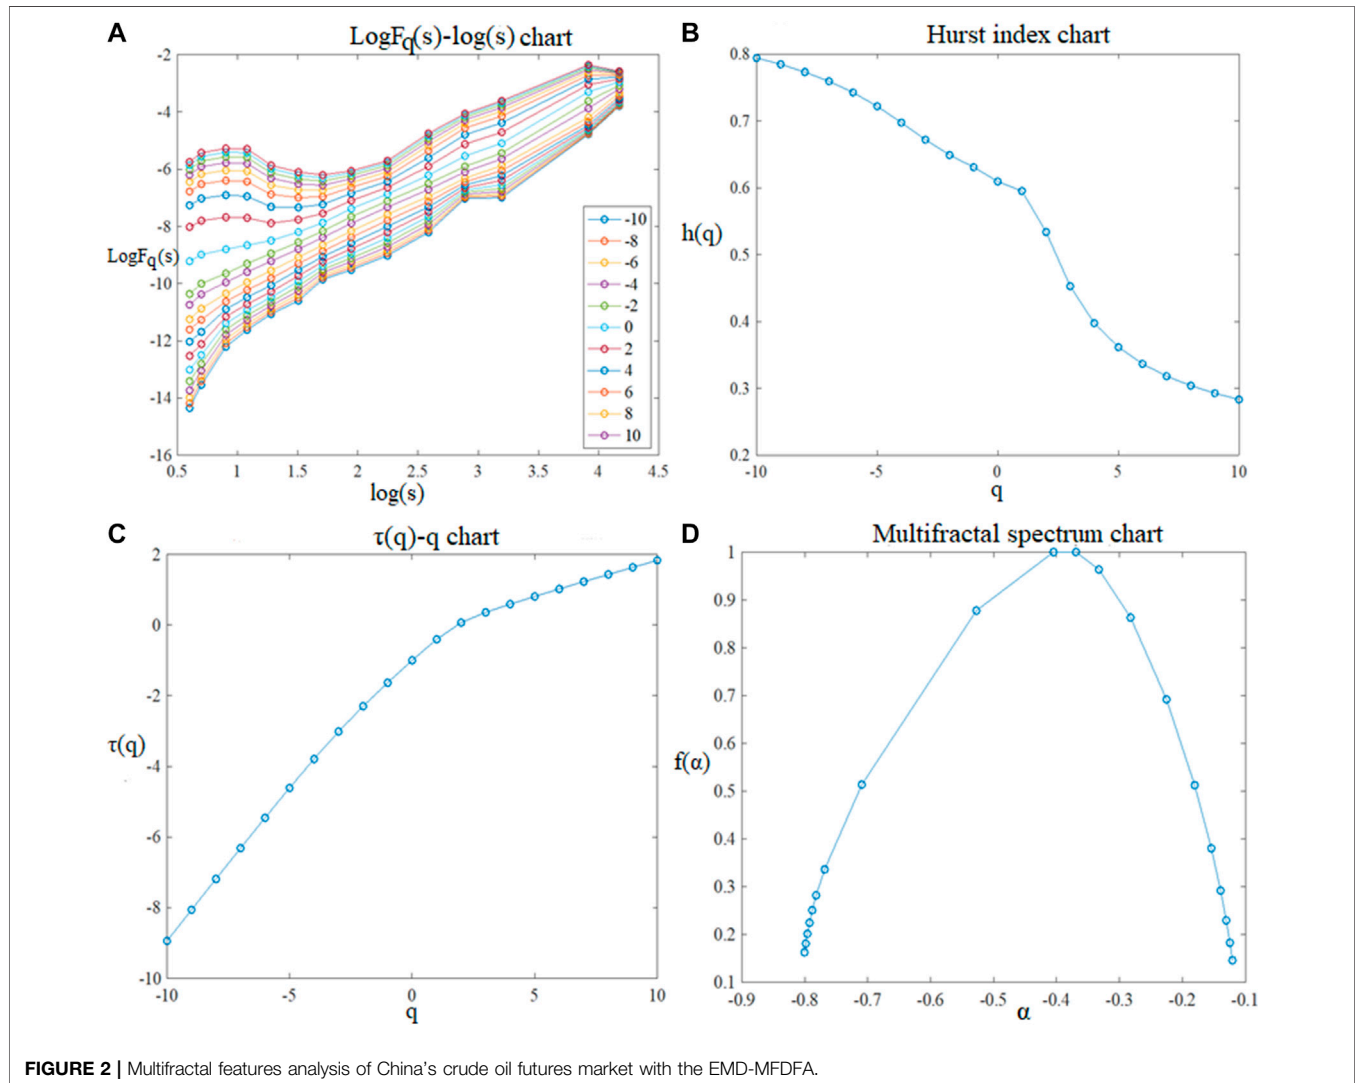 A
LogFq(s)-log(s) chart
-2
-4
-6
-8
LogFq(s)
-10
-12
-14
-16
0.5 1 1.5 2 2.5 3 3.5 4 4.5
log(s)
-10
-8
-6
-4
-2
0
2
4
6
8
10
B
Hurst index chart
0.8
0.7
0.6
h(q)
0.5
0.4
0.3
0.2
-10 -5 0 5 10
q
C
τ(q)-q chart
2
0
-2
τ(q)
-4
-6
-8
-10
-10 -5 0 5 10
q
D
Multifractal spectrum chart
1
0.9
0.8
0.7
0.6
f(α)
0.5
0.4
0.3
0.2
0.1
-0.9 -0.8 -0.7 -0.6 -0.5 -0.4 -0.3 -0.2 -0.1
α
FIGURE 2 | Multifractal features analysis of China's crude oil futures market with the EMD-MFDFA.